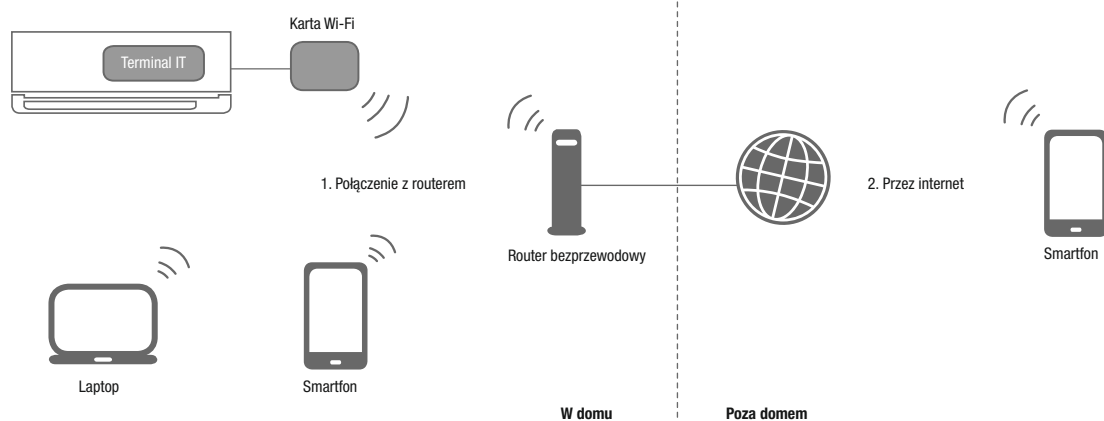 Karta Wi-Fi
Terminal IT
1. Połączenie z routerem
2. Przez internet
Router bezprzewodowy
Smartfon
Laptop
Smartfon
W domu
Poza domem